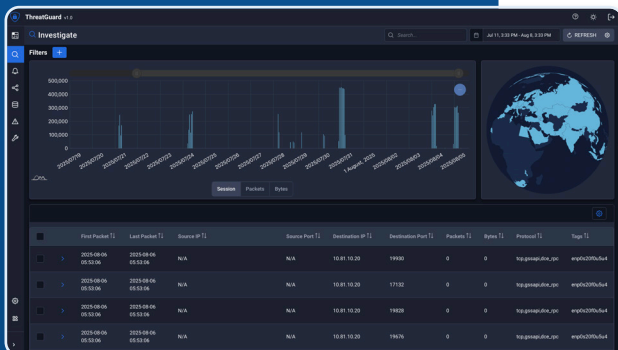 ThreatGuard v1.0
Investigate
Search...
Jul 11, 3:33 PM - Aug 8, 3:33 PM
REFRESH
Filters +
500,000
400,000
300,000
200,000
100,000
0
2025/07/19 2025/07/20 2025/07/21 2025/07/22 2025/07/23 2025/07/24 2025/07/25 2025/07/26 2025/07/27 2025/07/28 2025/07/29 2025/07/30 2025/07/31 1 August, 2025 2025/08/02 2025/08/03 2025/08/04 2025/08/05
Session Packets Bytes
First Packet Last Packet Source IP Source Port Destination IP Destination Port Packets Bytes Protocol Tags
2025-08-06 05:53:06 2025-08-06 05:53:06 N/A N/A 10.81.10.20 19930 0 0 tcp,gssapi,dce_rpc enp0s20f0u5u4
2025-08-06 05:53:06 2025-08-06 05:53:06 N/A N/A 10.81.10.20 17132 0 0 tcp,gssapi,dce_rpc enp0s20f0u5u4
2025-08-06 05:53:06 2025-08-06 05:53:06 N/A N/A 10.81.10.20 19828 0 0 tcp,gssapi,dce_rpc enp0s20f0u5u4
2025-08-06 05:53:06 2025-08-06 05:53:06 N/A N/A 10.81.10.20 19676 0 0 tcp,gssapi,dce_rpc enp0s20f0u5u4